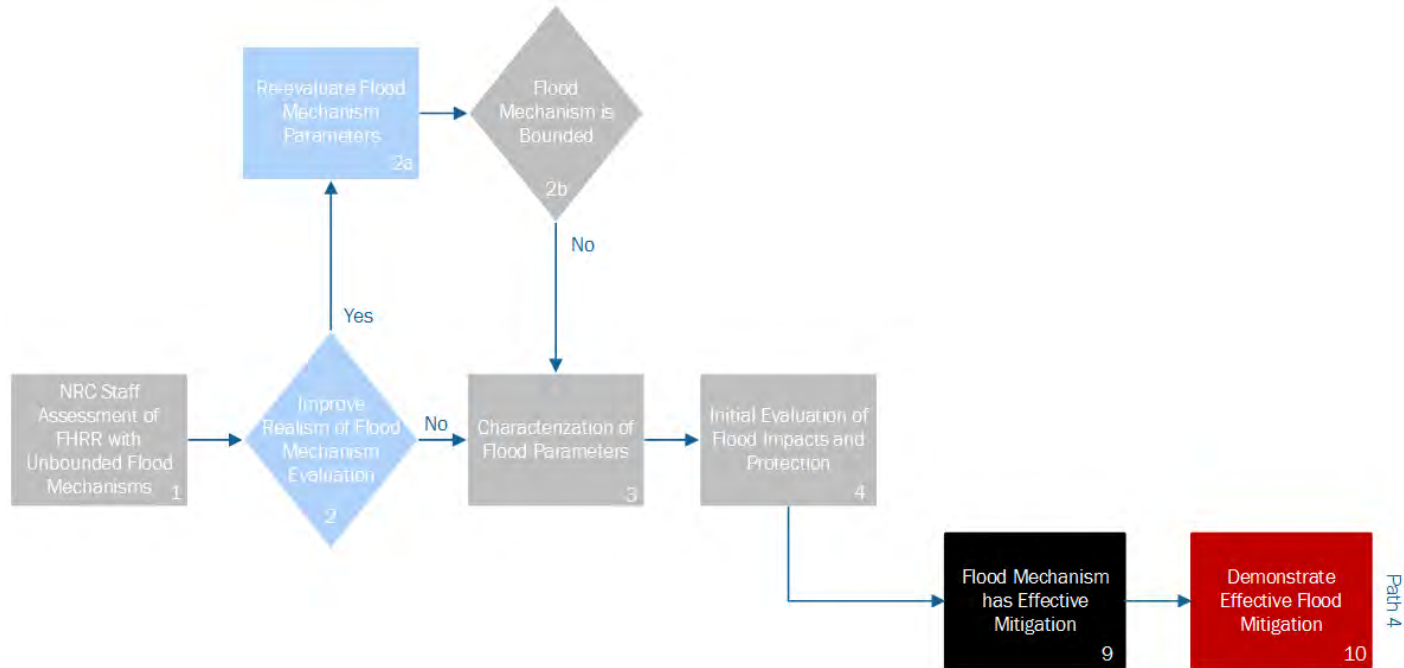 Re-evaluate Flood
Mechanism
Parameters
2a
Flood
Mechanism is
Bounded
2b
No
Yes
NRC Staff
Assessment of
FHRR with
Unbounded Flood
Mechanisms
1
Improve
Realism of Flood
Mechanism
Evaluation
2
No
Characterization of
Flood Parameters
3
Initial Evaluation of
Flood Impacts and
Protection
4
Flood Mechanism
has Effective
Mitigation
9
Demonstrate
Effective Flood
Mitigation
10
Path 4